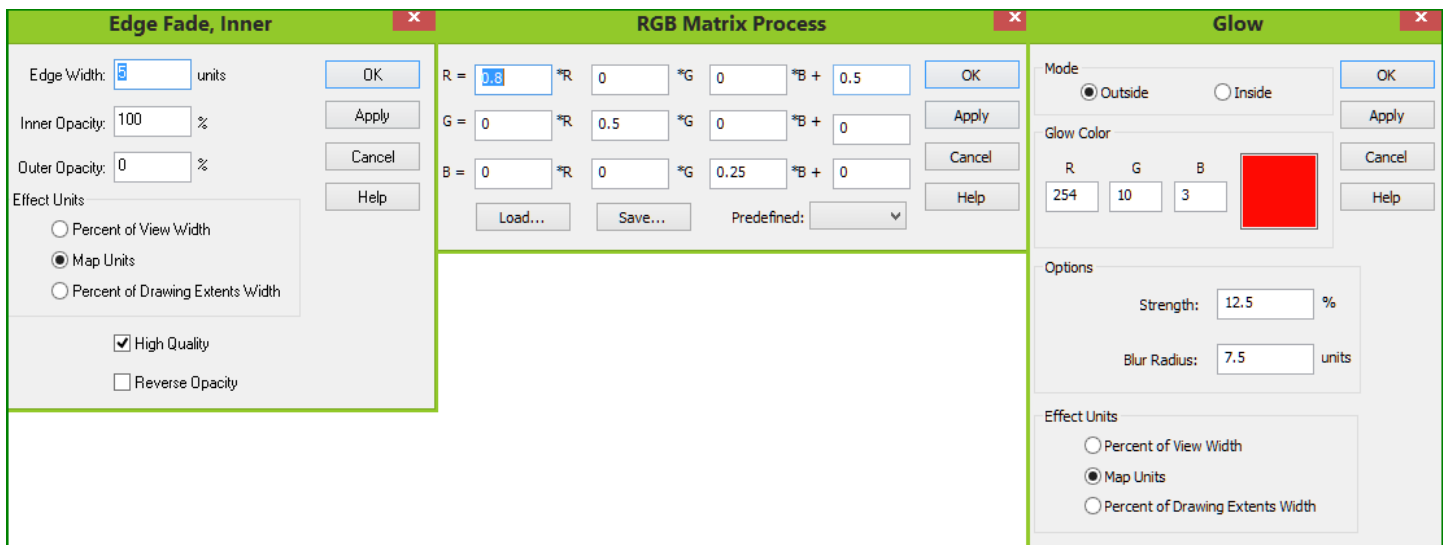 Edge Fade, Inner
Edge Width: 5 units
OK
Inner Opacity: 100 %
Apply
Outer Opacity: 0 %
Cancel
Effect Units
Help
Percent of View Width
Map Units
Percent of Drawing Extents Width
High Quality
Reverse Opacity
RGB Matrix Process
R = 0.8 *R 0 *G 0 *B + 0.5
OK
G = 0 *R 0.5 *G 0 *B + 0
Apply
Cancel
B = 0 *R 0 *G 0.25 *B + 0
Help
Load... Save... Predefined:
Glow
Mode
OK
Outside Inside
Apply
Glow Color
Cancel
R G B
254 10 3
Help
Options
Strength: 12.5 %
Blur Radius: 7.5 units
Effect Units
Percent of View Width
Map Units
Percent of Drawing Extents Width